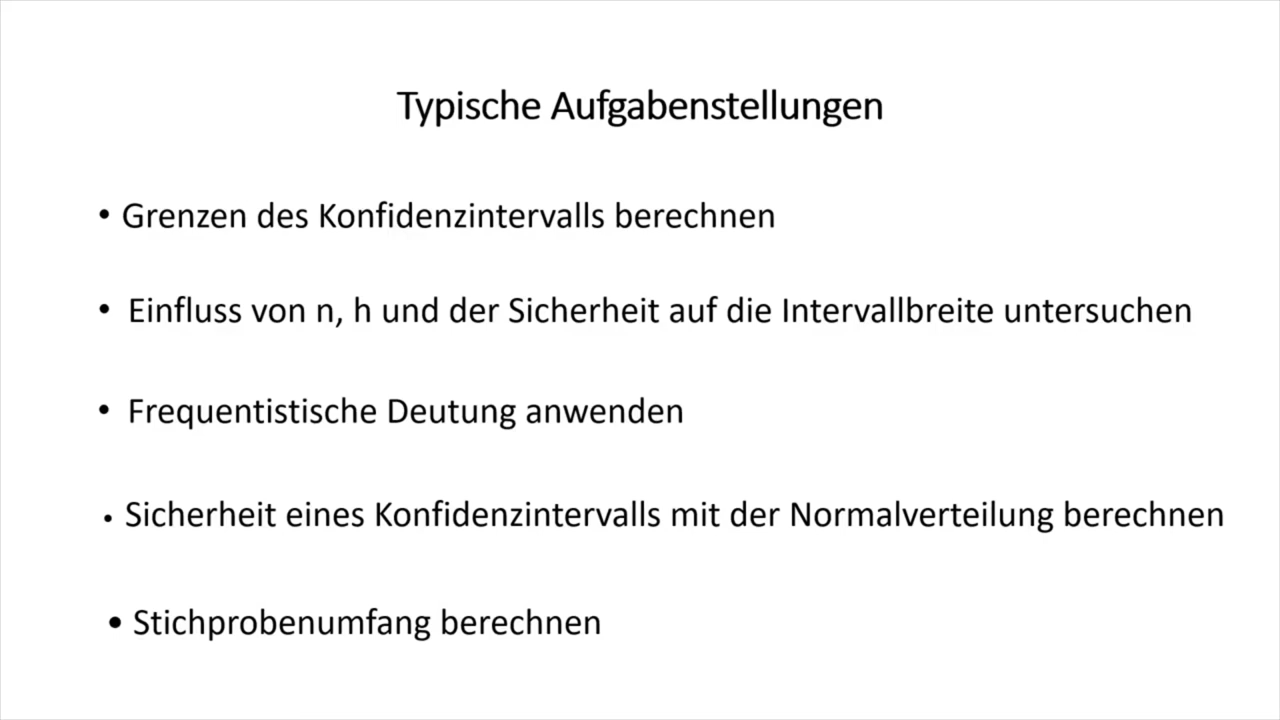 Typische Aufgabenstellungen
• Grenzen des Konfidenzintervalls berechnen
• Einfluss von n, h und der Sicherheit auf die Intervallbreite untersuchen
• Frequentistische Deutung anwenden
• Sicherheit eines Konfidenzintervalls mit der Normalverteilung berechnen
• Stichprobenumfang berechnen